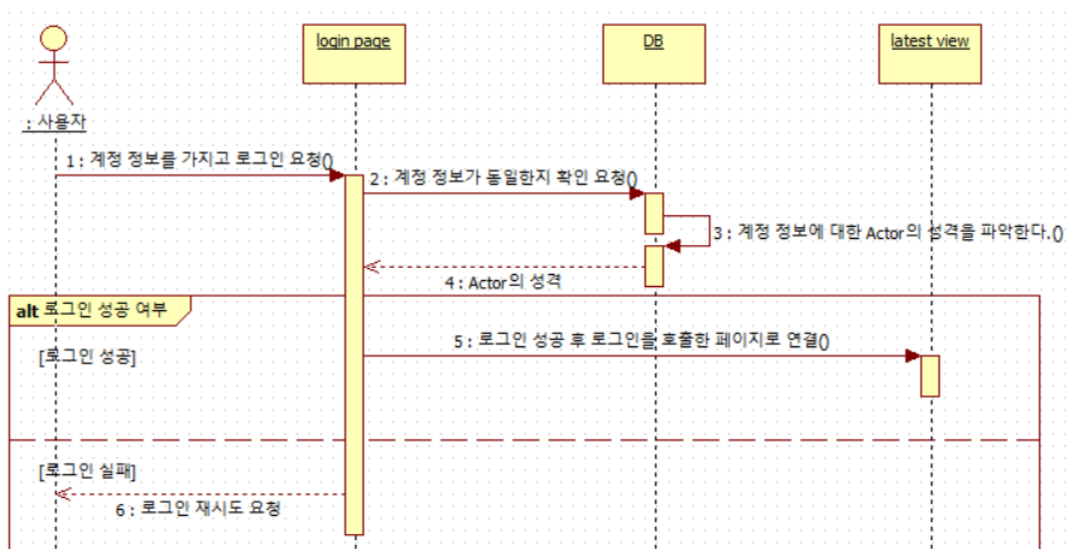 login page
DB
latest view
: 사용자
1 : 계정 정보를 가지고 로그인 요청()
2 : 계정 정보가 동일한지 확인 요청()
3 : 계정 정보에 대한 Actor의 성격을 파악한다.()
4 : Actor의 성격
alt 로그인 성공 여부
5 : 로그인 성공 후 로그인을 호출한 페이지로 연결()
[로그인 성공]
[로그인 실패]
6 : 로그인 재시도 요청